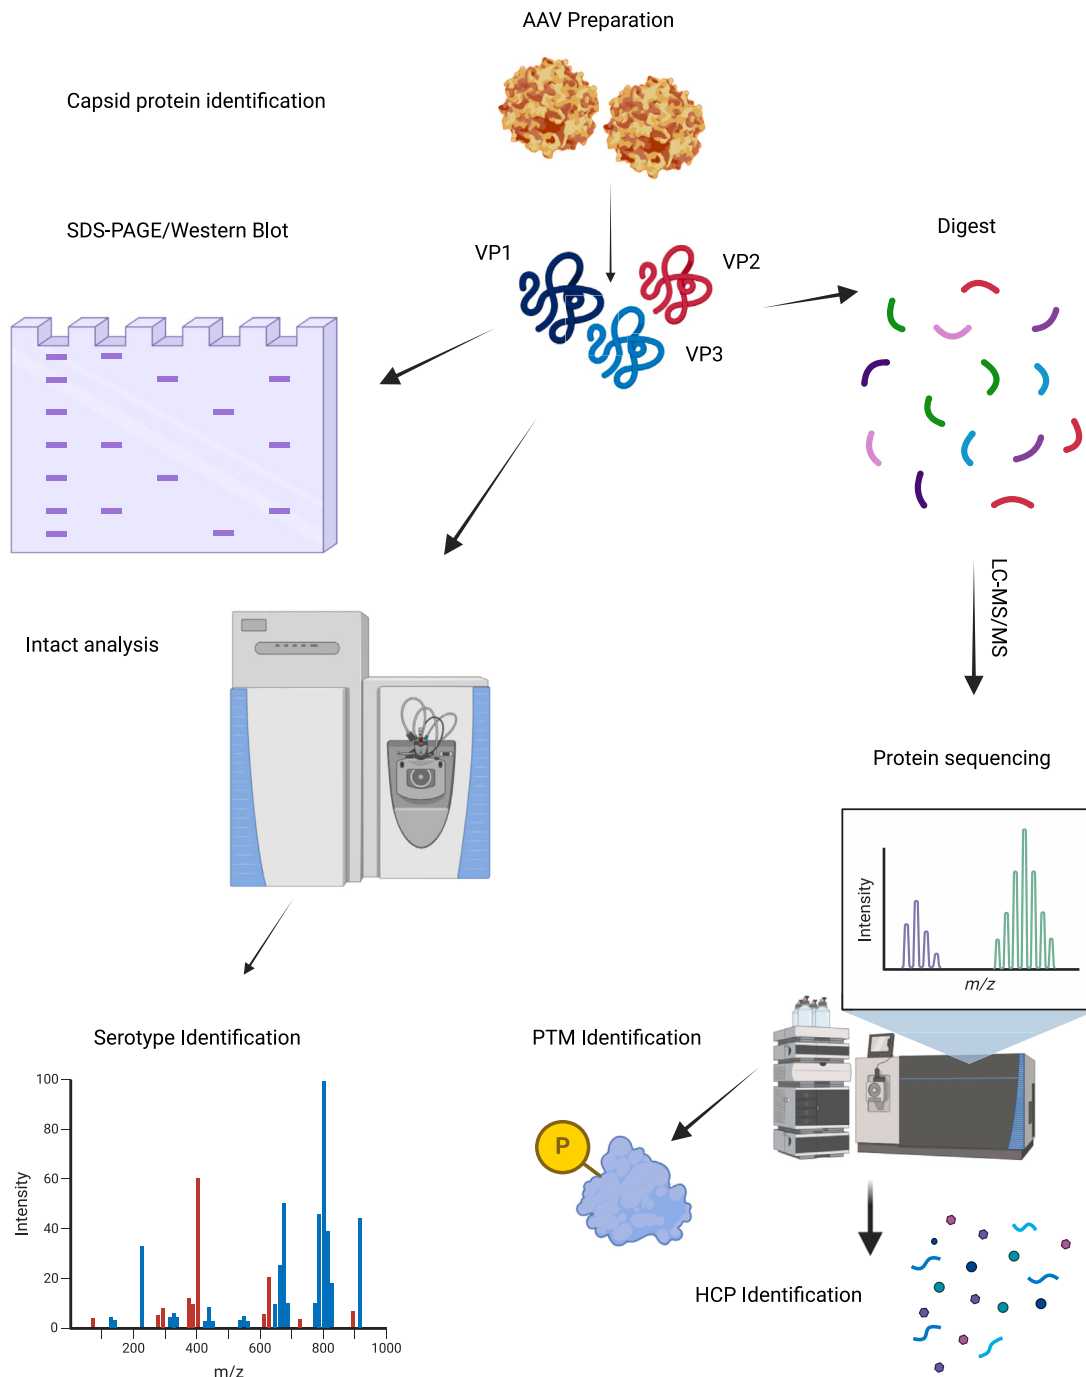 AAV Preparation
Capsid protein identification
SDS-PAGE/Western Blot
Digest
VP1
VP2
VP3
LC-MS/MS
Intact analysis
Protein sequencing
Intensity
m/z
Serotype Identification
PTM Identification
P
HCP Identification
100
80
60
40
20
0
Intensity
200
400
600
800
1000
m/z